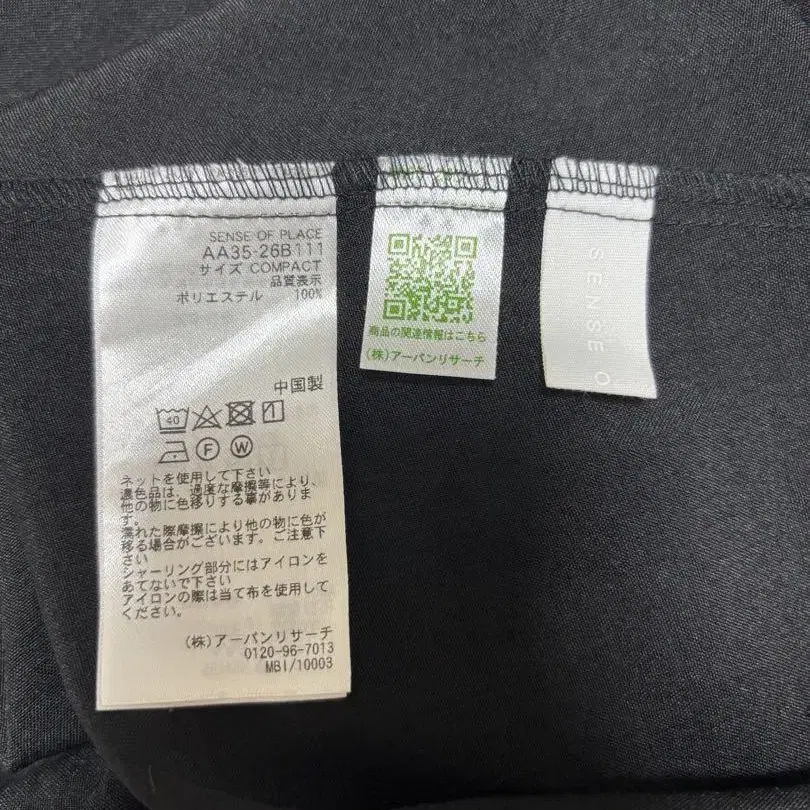 SENSE OF PLACE
AA35-26B111
サイズ COMPACT
品質表示
ポリエステル 100%
中国製
40
F
W
ネットを使用して下さい
濃色品は、過度な摩擦等により、
他の物に色移りする事がありま
す。
濡れた際摩擦により他の物に色が
移る場合がございます。ご注意下
さい
シャーリング部分にはアイロンを
あてないで下さい
アイロンの際は当て布を使用して
ください。
(株)アーバンリサーチ
0120-96-7013
MBI/10003
商品の関連情報はこちら
(株)アーバンリサーチ
SENSE O